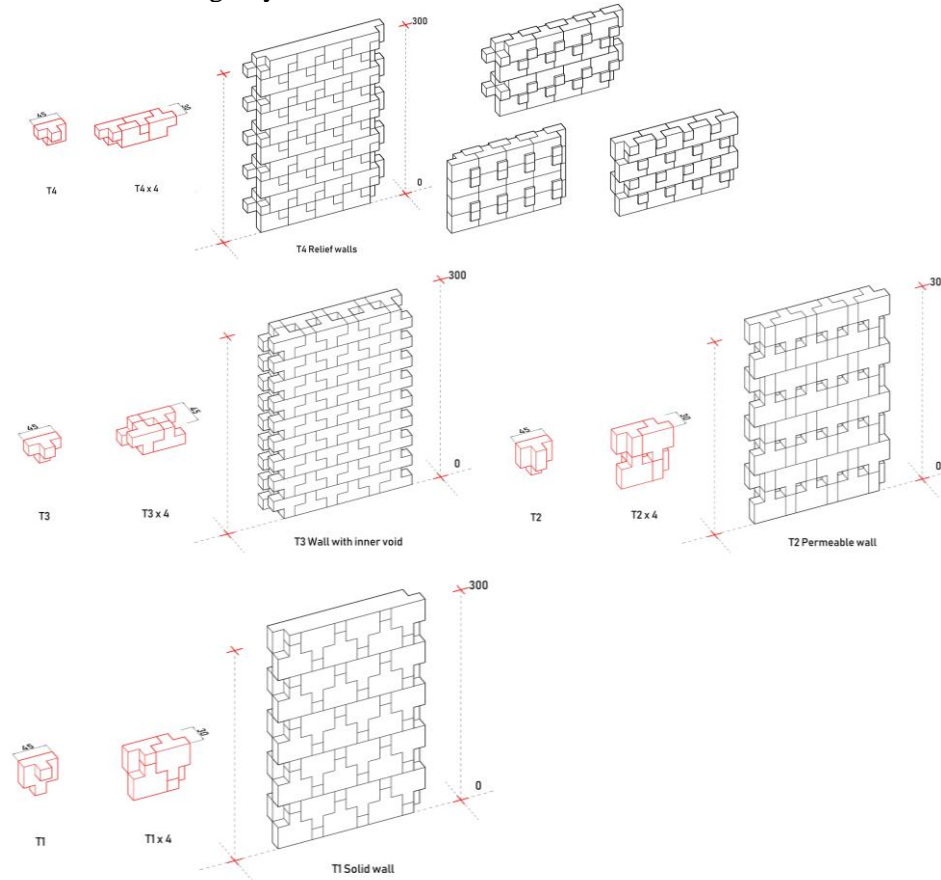 300
45
30
0
T4
T4 x 4
T4 Relief walls
300
30
45
45
0
45
30
0
T3
T3 x 4
T3 Wall with inner void
T2
T2 x 4
T2 Permeable wall
300
45
30
0
T1
T1 x 4
T1 Solid wall